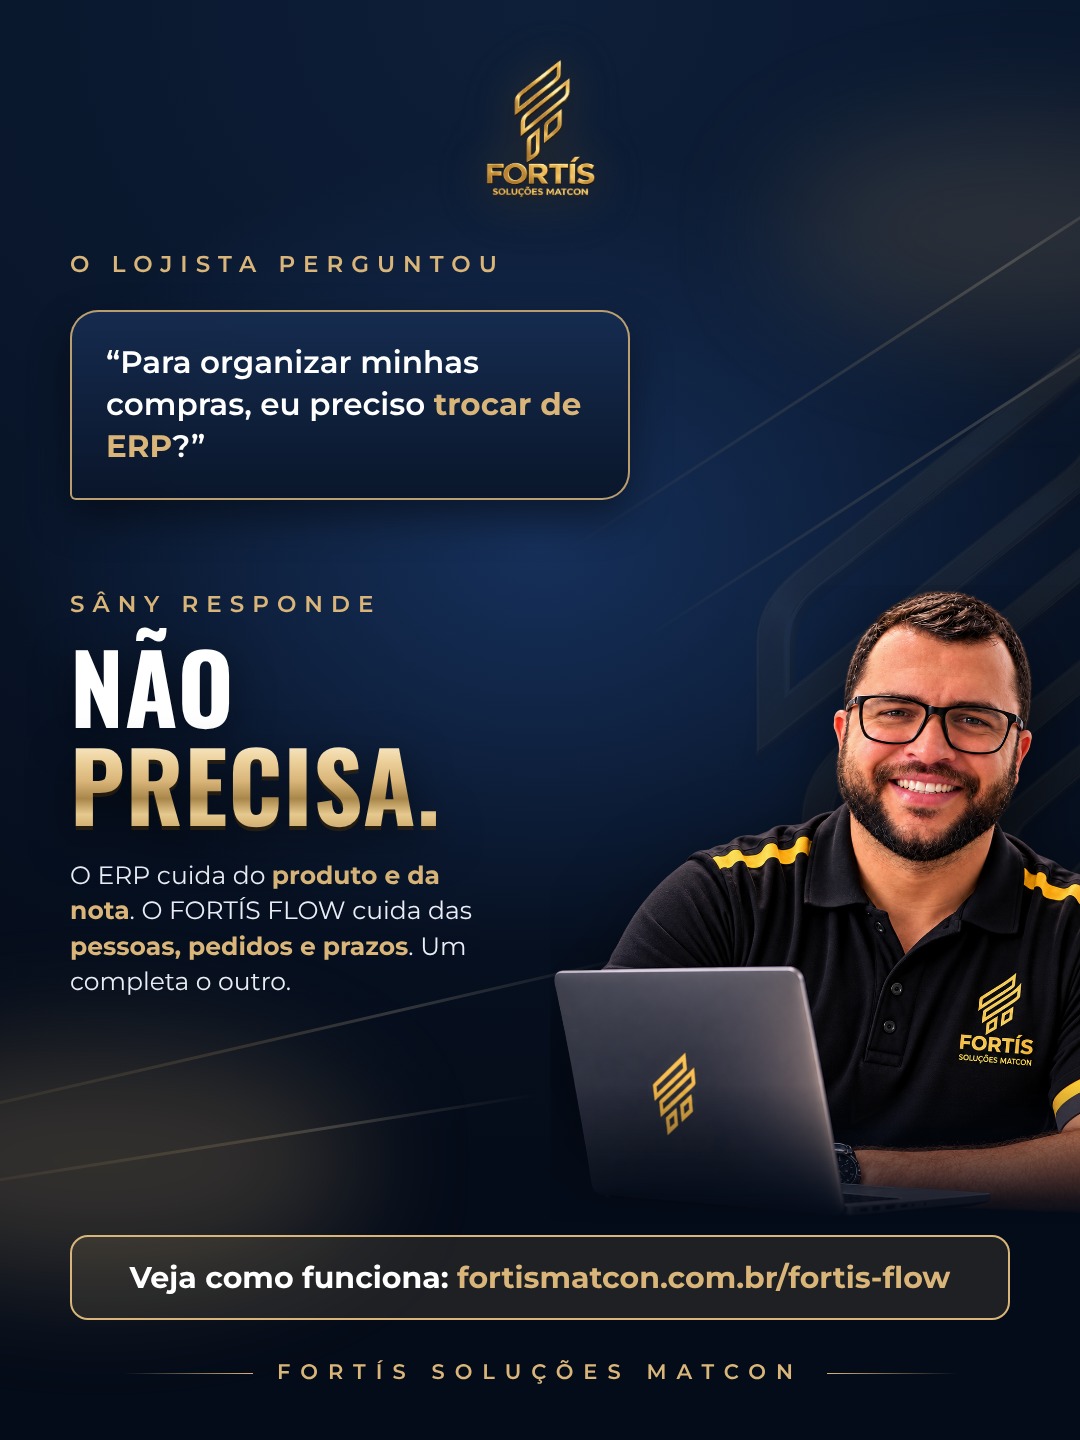 FORTÍS
SOLUÇÕES MATCON
O LOJISTA PERGUNTOU
“Para organizar minhas
compras, eu preciso trocar de
ERP?”
SÂNY RESPONDE
NÃO
PRECISA.
O ERP cuida do produto e da
nota. O FORTÍS FLOW cuida das
pessoas, pedidos e prazos. Um
completa o outro.
FORTÍS
SOLUÇÕES MATCON
Veja como funciona: fortismatcon.com.br/fortis-flow
FORTÍS SOLUÇÕES MATCON